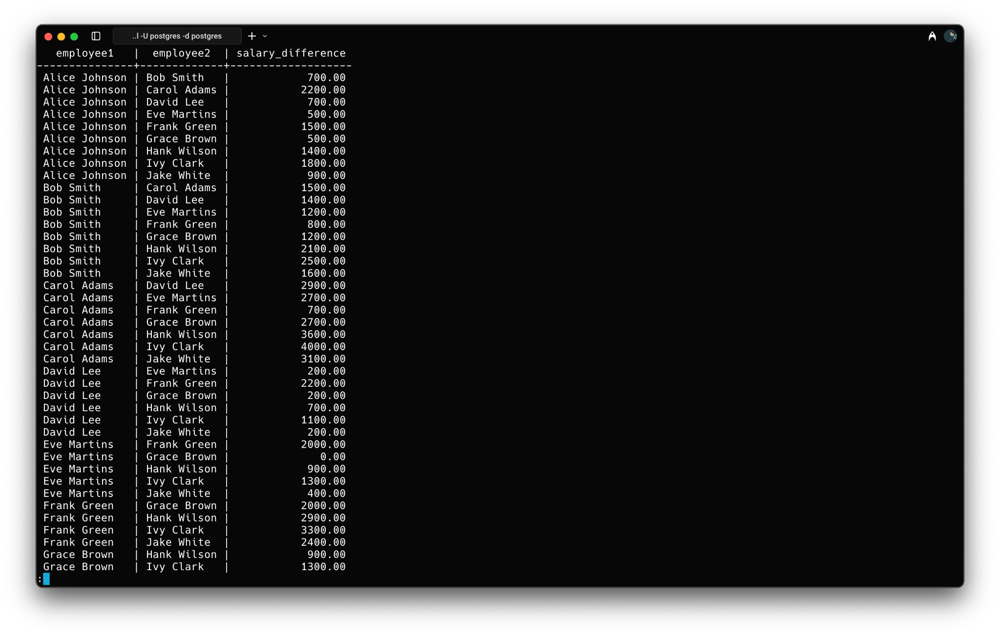 ..l -U postgres -d postgres
employee1 | employee2 | salary_difference
---------------+-------------+-------------------
Alice Johnson | Bob Smith | 700.00
Alice Johnson | Carol Adams | 2200.00
Alice Johnson | David Lee | 700.00
Alice Johnson | Eve Martins | 500.00
Alice Johnson | Frank Green | 1500.00
Alice Johnson | Grace Brown | 500.00
Alice Johnson | Hank Wilson | 1400.00
Alice Johnson | Ivy Clark | 1800.00
Alice Johnson | Jake White | 900.00
Bob Smith | Carol Adams | 1500.00
Bob Smith | David Lee | 1400.00
Bob Smith | Eve Martins | 1200.00
Bob Smith | Frank Green | 800.00
Bob Smith | Grace Brown | 1200.00
Bob Smith | Hank Wilson | 2100.00
Bob Smith | Ivy Clark | 2500.00
Bob Smith | Jake White | 1600.00
Carol Adams | David Lee | 2900.00
Carol Adams | Eve Martins | 2700.00
Carol Adams | Frank Green | 700.00
Carol Adams | Grace Brown | 2700.00
Carol Adams | Hank Wilson | 3600.00
Carol Adams | Ivy Clark | 4000.00
Carol Adams | Jake White | 3100.00
David Lee | Eve Martins | 200.00
David Lee | Frank Green | 2200.00
David Lee | Grace Brown | 200.00
David Lee | Hank Wilson | 700.00
David Lee | Ivy Clark | 1100.00
David Lee | Jake White | 200.00
Eve Martins | Frank Green | 2000.00
Eve Martins | Grace Brown | 0.00
Eve Martins | Hank Wilson | 900.00
Eve Martins | Ivy Clark | 1300.00
Eve Martins | Jake White | 400.00
Frank Green | Grace Brown | 2000.00
Frank Green | Hank Wilson | 2900.00
Frank Green | Ivy Clark | 3300.00
Frank Green | Jake White | 2400.00
Grace Brown | Hank Wilson | 900.00
Grace Brown | Ivy Clark | 1300.00
: